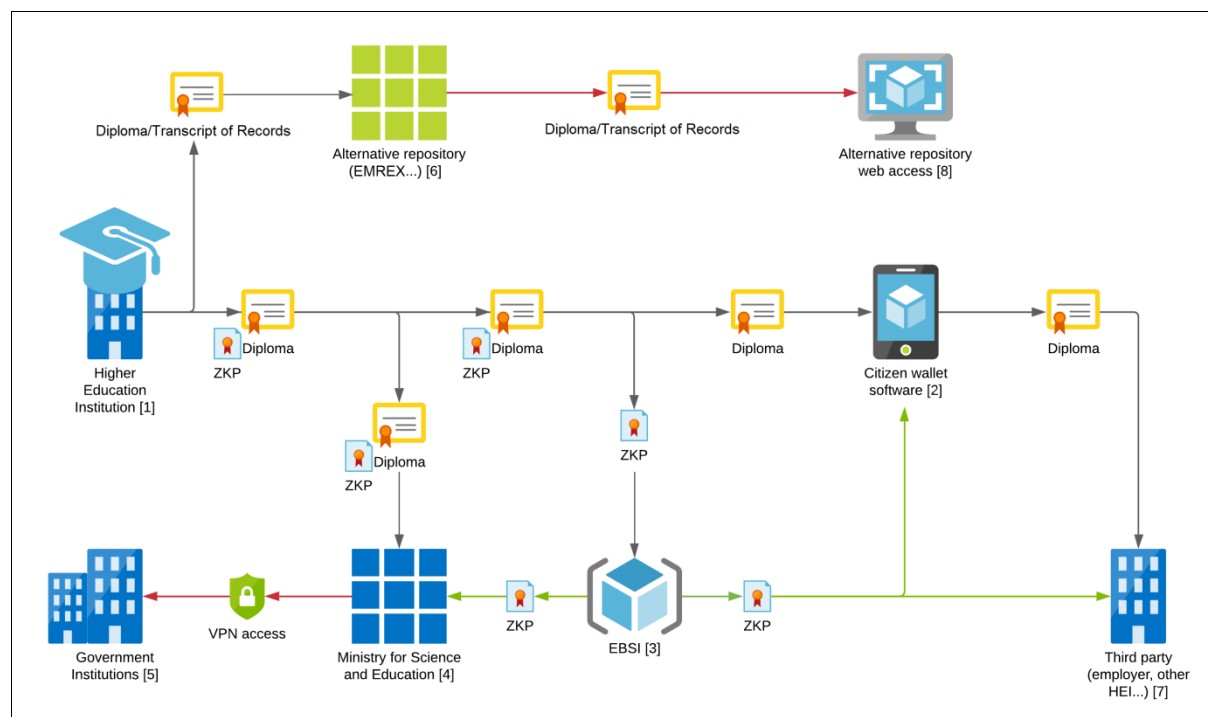 Diploma/Transcript of Records
Alternative repository
(EMREX...) [6]
Diploma/Transcript of Records
Alternative repository
web access [8]
Higher
Education
Institution [1]
ZKP
Diploma
ZKP
Diploma
Diploma
Citizen wallet
software [2]
Diploma
ZKP
Diploma
ZKP
Government
Institutions [5]
VPN access
Ministry for Science
and Education [4]
ZKP
EBSI [3]
ZKP
Third party
(employer, other
HEI...) [7]